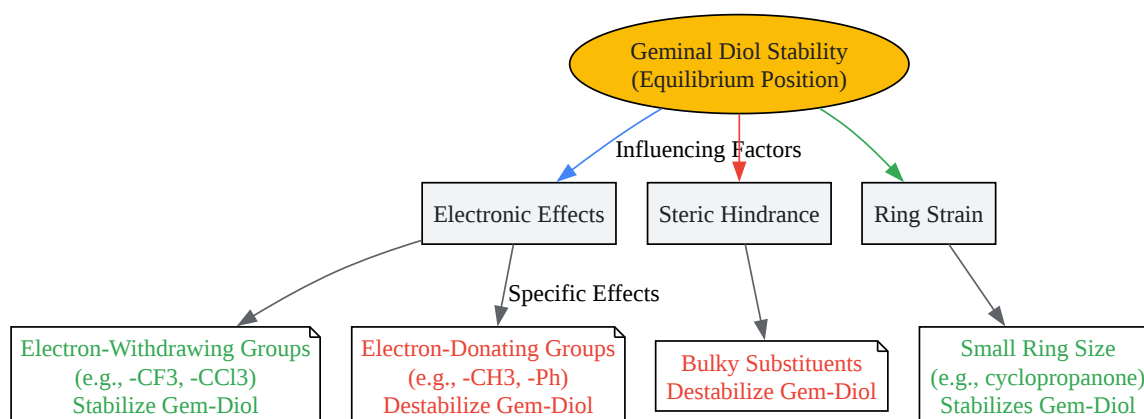 Geminal Diol Stability
(Equilibrium Position)
Influencing Factors
Electronic Effects
Steric Hindrance
Ring Strain
Specific Effects
Electron-Withdrawing Groups
(e.g., -CF3, -CCl3)
Stabilize Gem-Diol
Electron-Donating Groups
(e.g., -CH3, -Ph)
Destabilize Gem-Diol
Bulky Substituents
Destabilize Gem-Diol
Small Ring Size
(e.g., cyclopropanone)
Stabilizes Gem-Diol